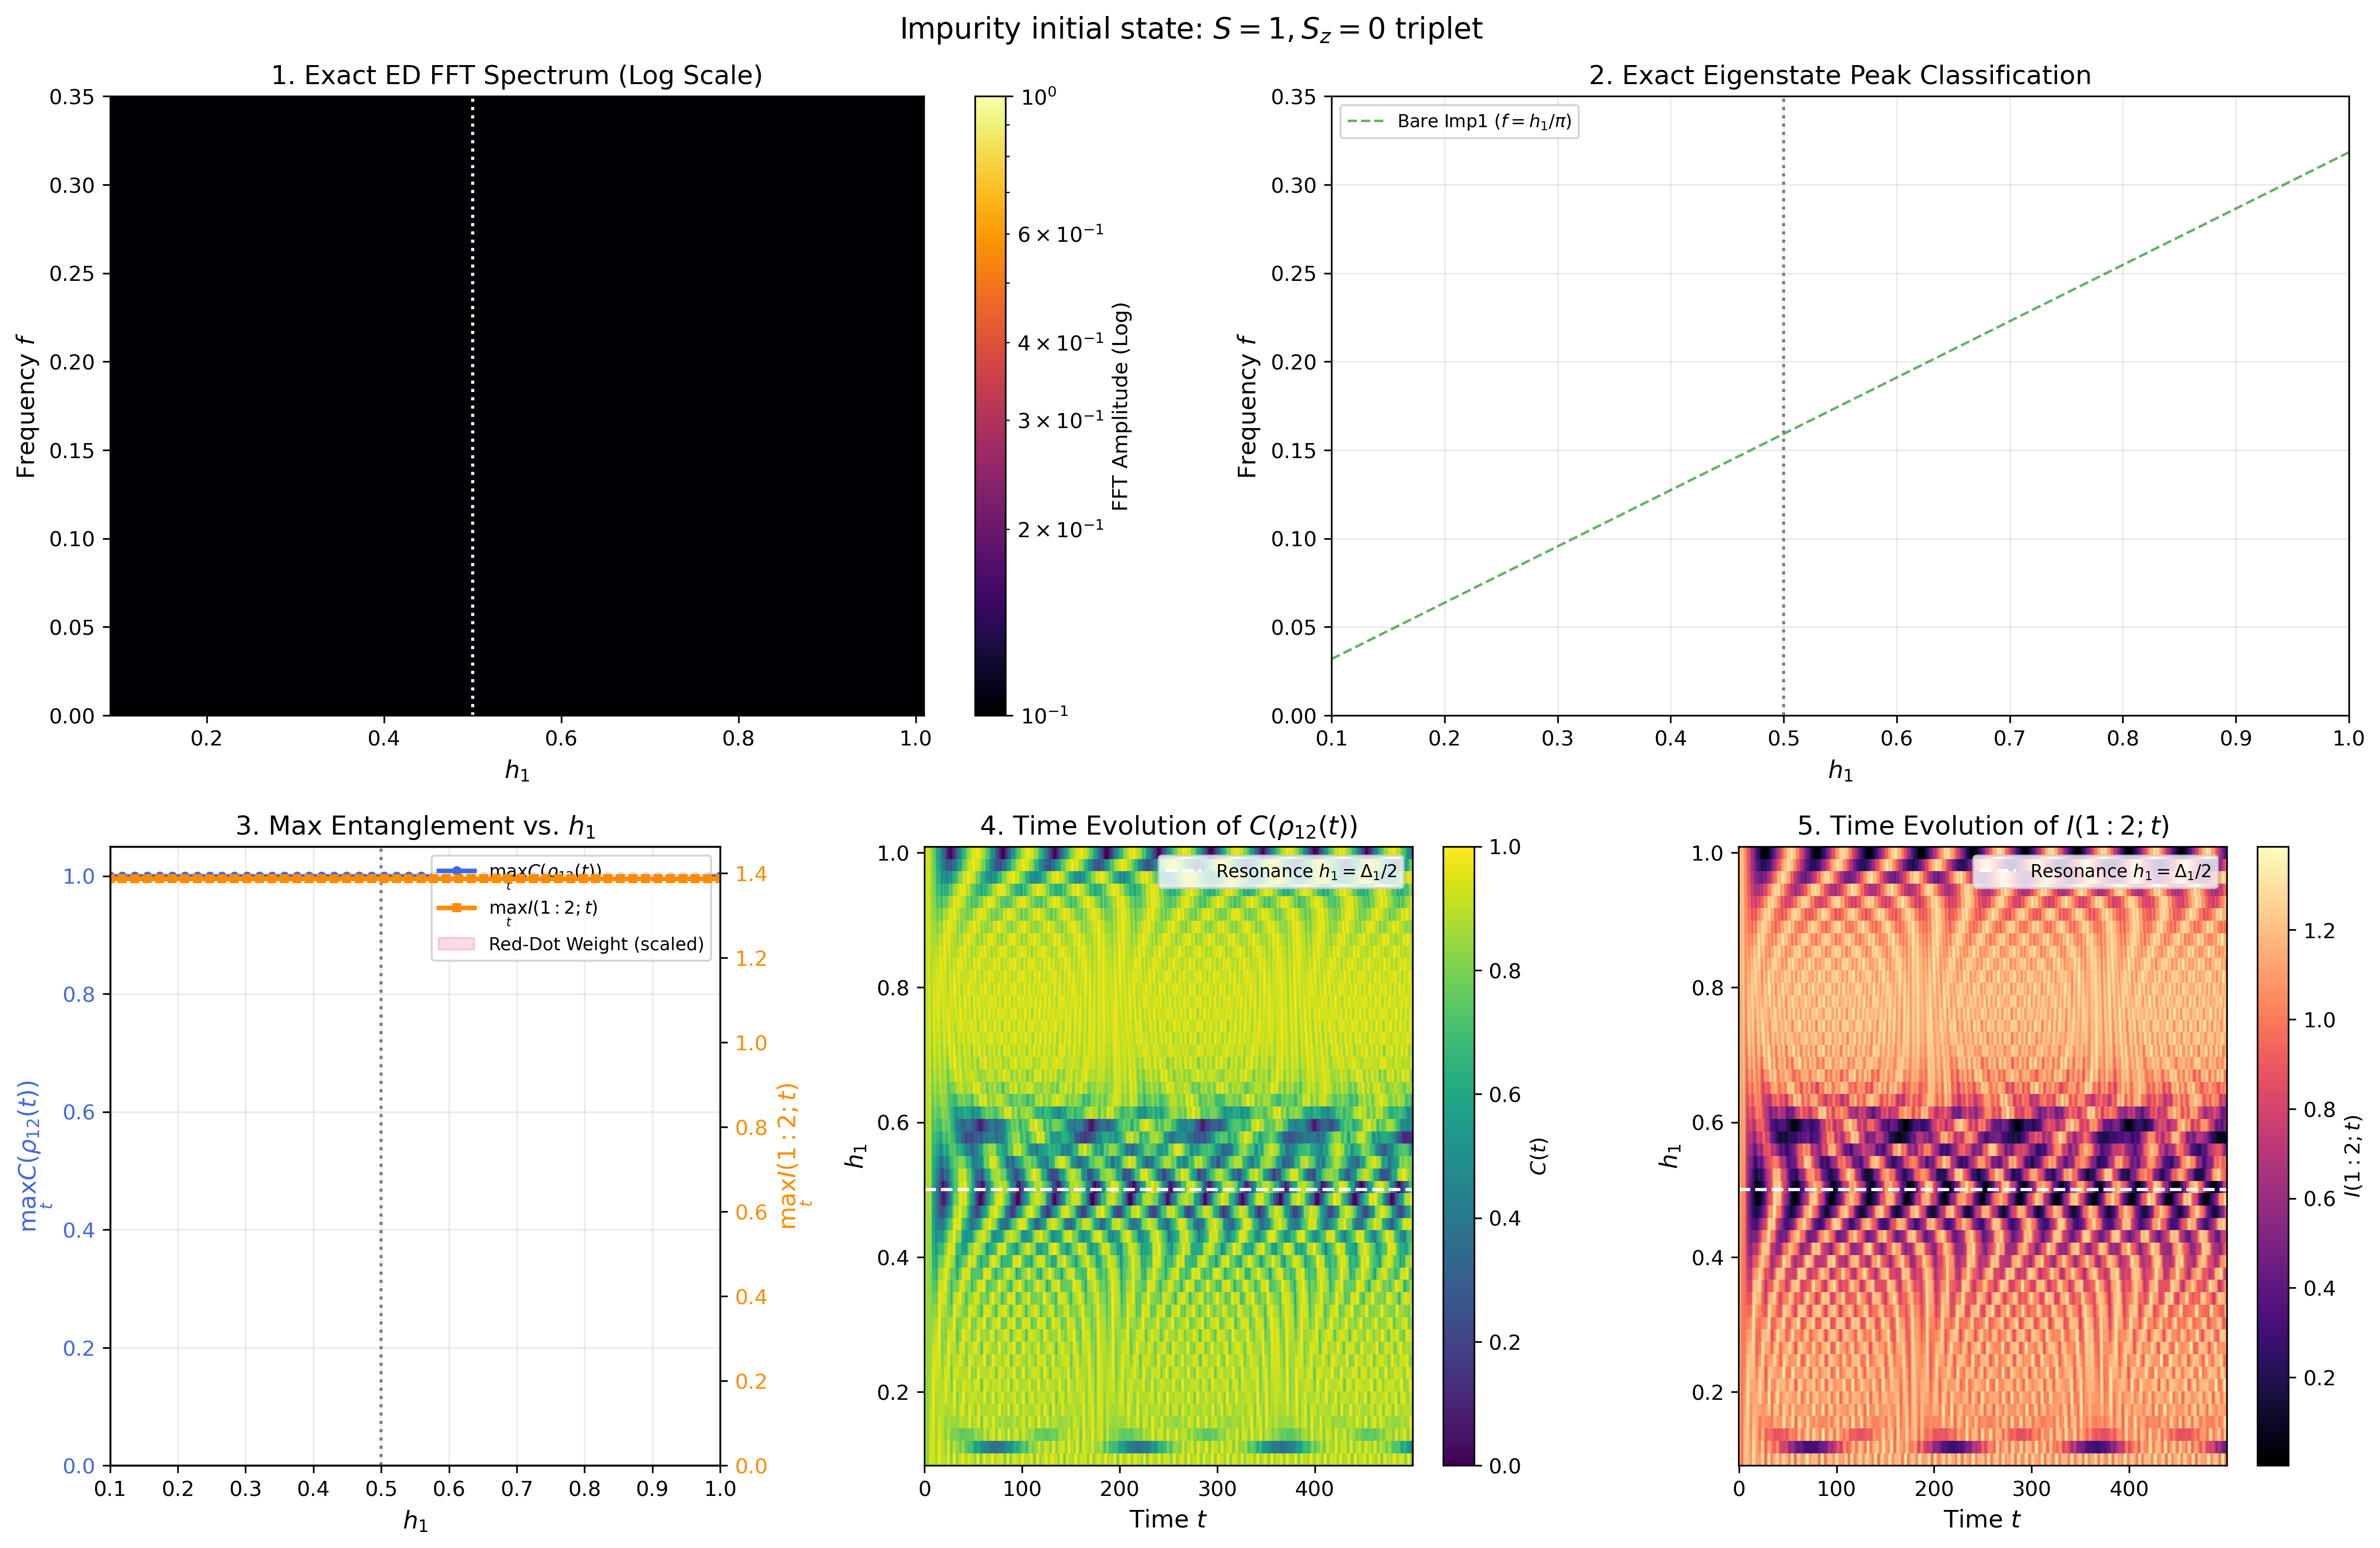 Impurity initial state: S = 1, S_z = 0 triplet
1. Exact ED FFT Spectrum (Log Scale)
Frequency f
0.35
0.30
0.25
0.20
0.15
0.10
0.05
0.00
0.2 0.4 0.6 0.8 1.0
h_1
10^0
6 × 10^{-1}
4 × 10^{-1}
3 × 10^{-1}
2 × 10^{-1}
10^{-1}
FFT Amplitude (Log)
2. Exact Eigenstate Peak Classification
Bare Imp1 (f = h_1/π)
Frequency f
0.35
0.30
0.25
0.20
0.15
0.10
0.05
0.00
0.1 0.2 0.3 0.4 0.5 0.6 0.7 0.8 0.9 1.0
h_1
3. Max Entanglement vs. h_1
max_t C(ρ_12(t))
max_t I(1 : 2; t)
Red-Dot Weight (scaled)
max_t C(ρ_12(t))
1.0
0.8
0.6
0.4
0.2
0.0
0.1 0.2 0.3 0.4 0.5 0.6 0.7 0.8 0.9 1.0
h_1
1.4
1.2
1.0
0.8
0.6
0.4
0.2
0.0
max_t I(1 : 2; t)
4. Time Evolution of C(ρ_12(t))
Resonance h_1 = Δ_1/2
h_1
1.0
0.8
0.6
0.4
0.2
0 100 200 300 400
Time t
1.0
0.8
0.6
0.4
0.2
0.0
C(t)
5. Time Evolution of I(1 : 2; t)
Resonance h_1 = Δ_1/2
h_1
1.0
0.8
0.6
0.4
0.2
0 100 200 300 400
Time t
1.2
1.0
0.8
0.6
0.4
0.2
I(1 : 2; t)